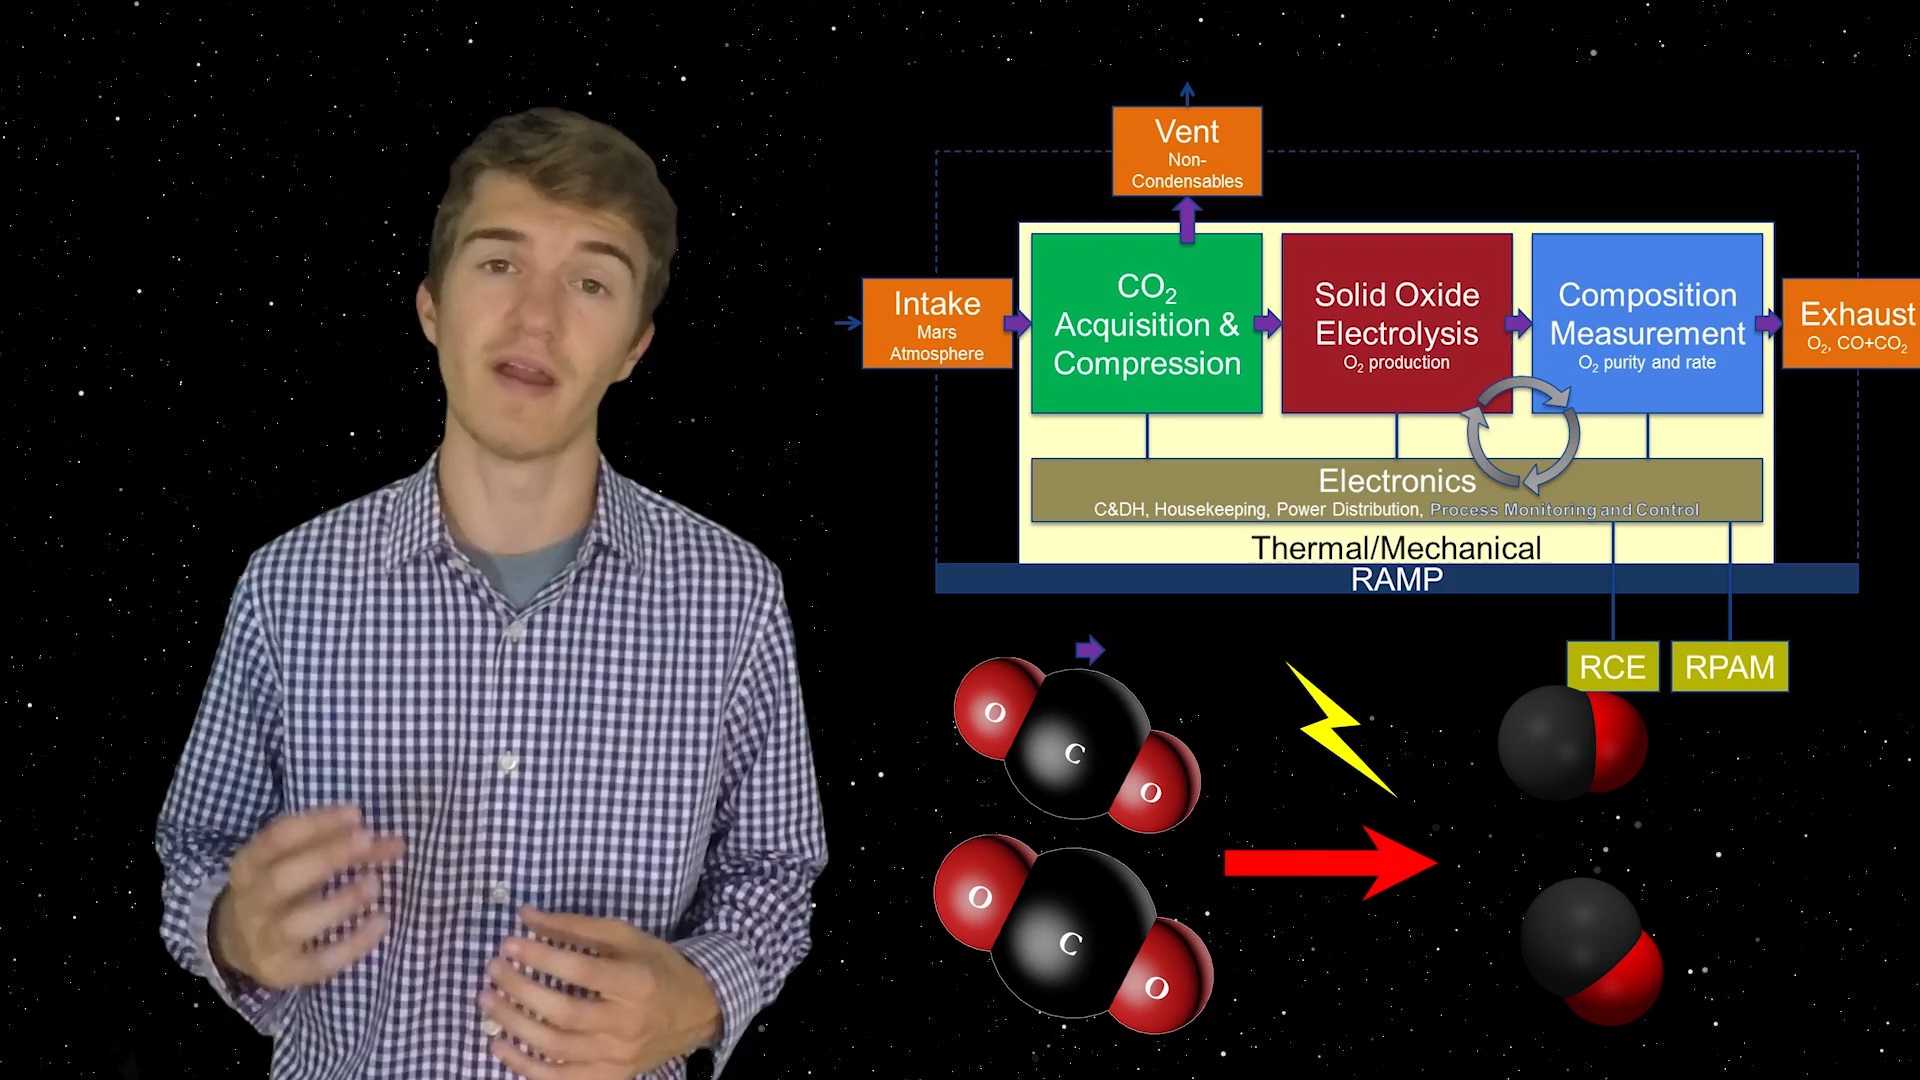 Vent
Non-
Condensables
Intake
Mars
Atmosphere
CO₂
Acquisition &
Compression
Solid Oxide
Electrolysis
O₂ production
Composition
Measurement
O₂ purity and rate
Exhaust
O₂, CO+CO₂
Electronics
C&DH, Housekeeping, Power Distribution, Process Monitoring and Control
Thermal/Mechanical
RAMP
RCE
RPAM
O
C
O
O
C
O